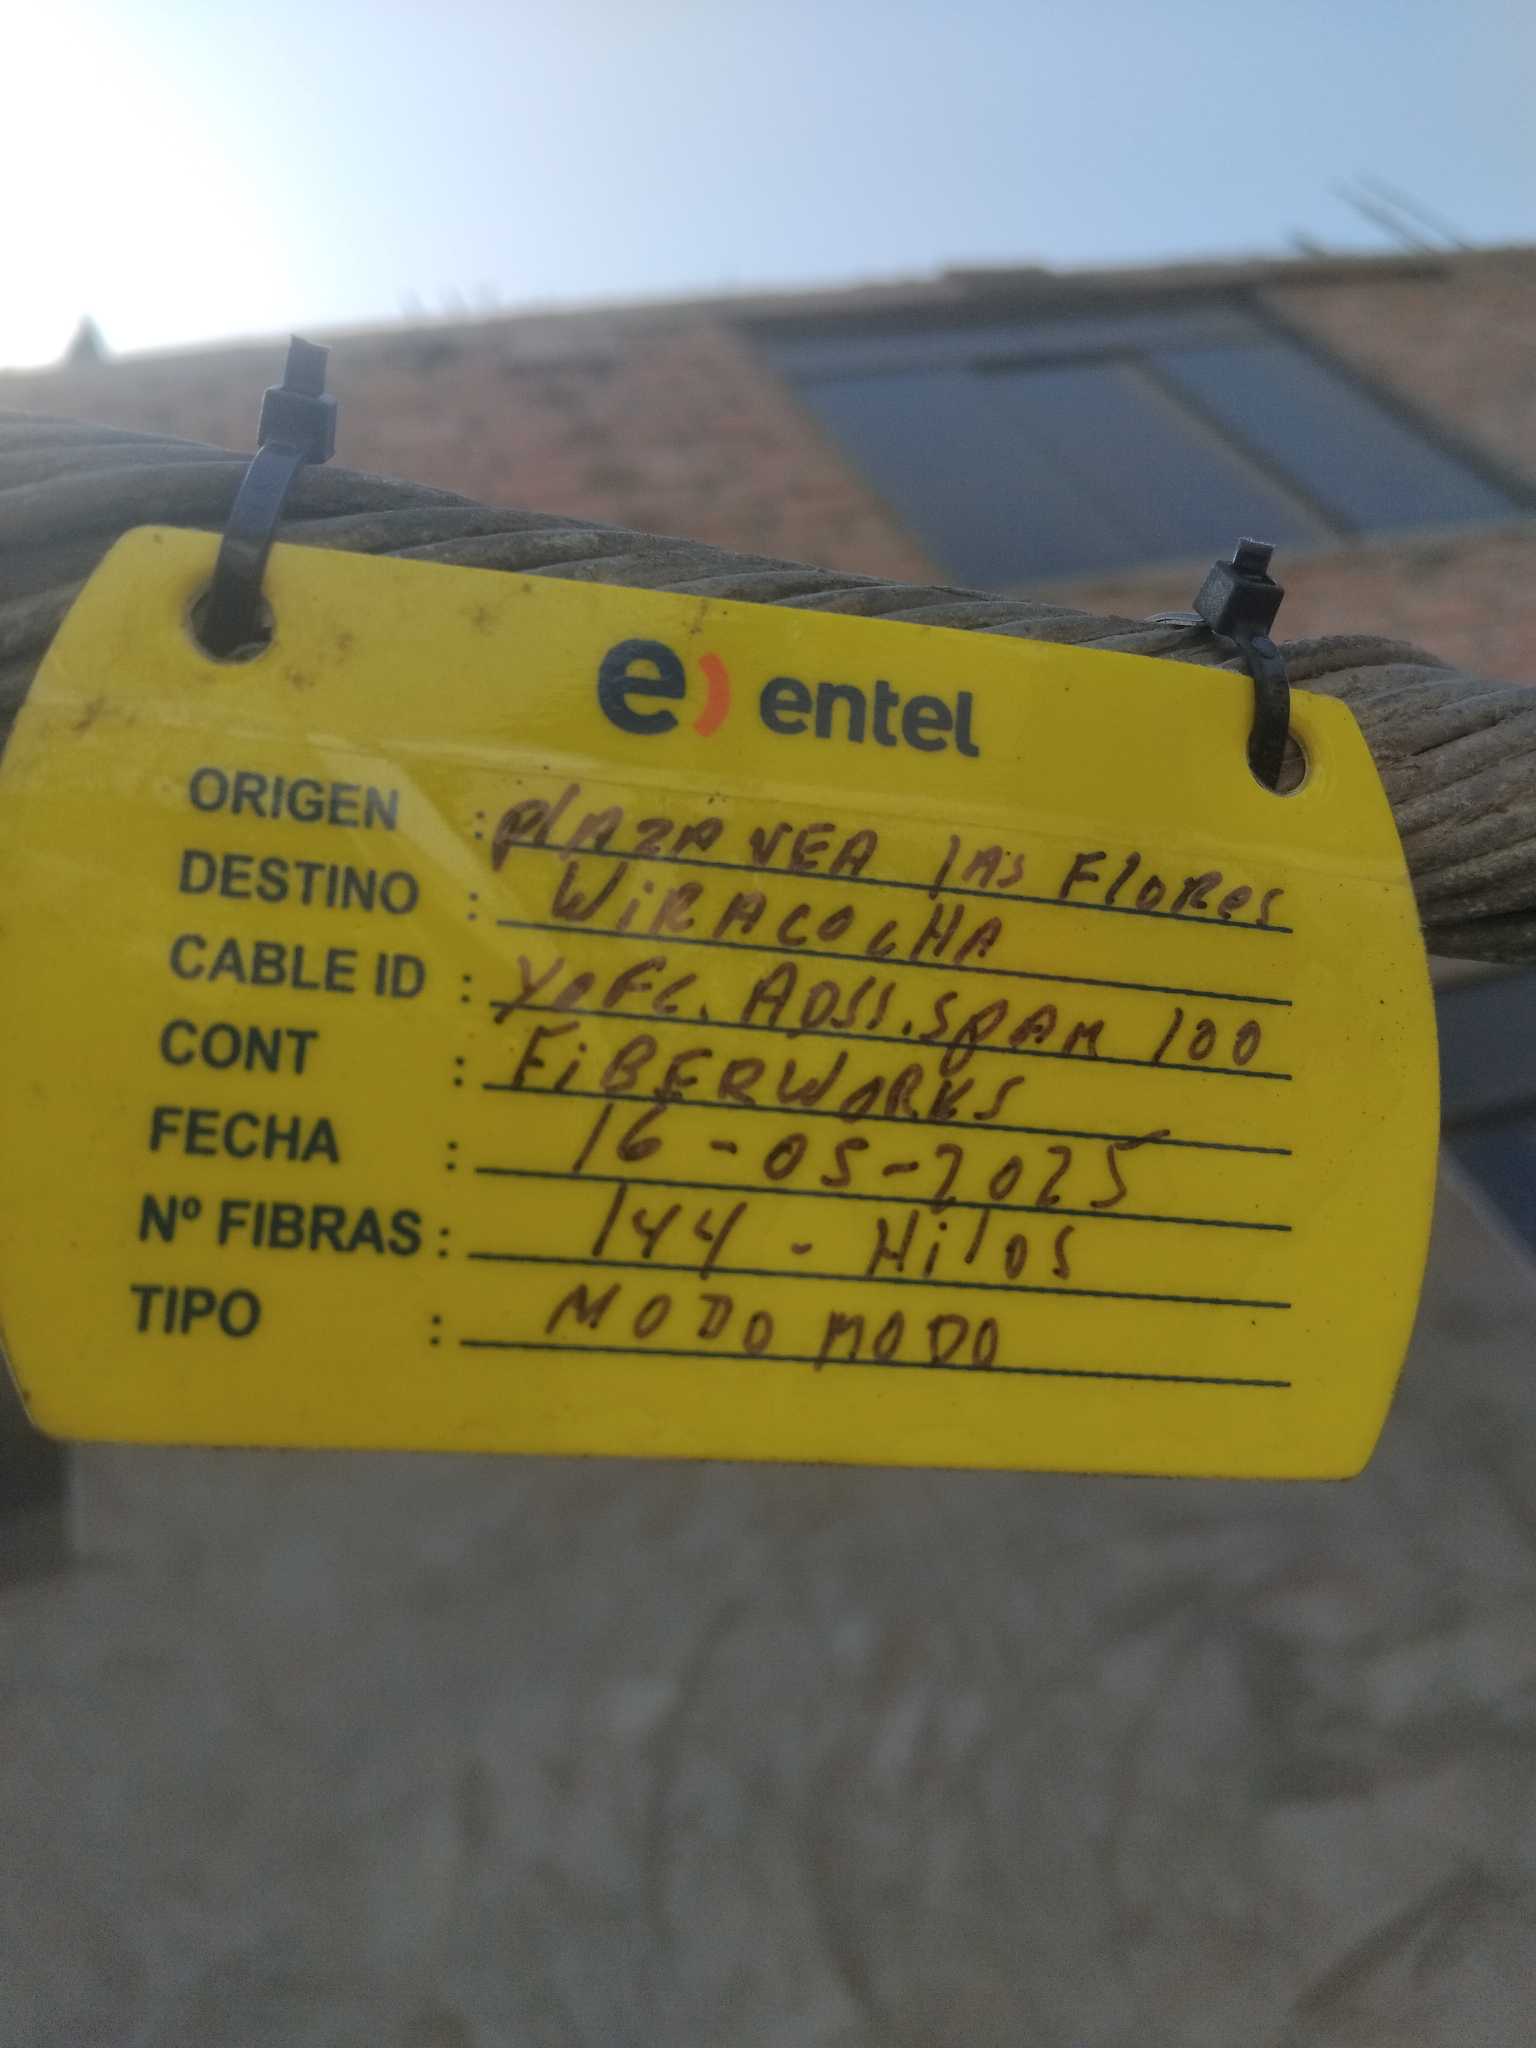 e) entel
ORIGEN : PlAZA VEA lAS FloRes
DESTINO : WiRACOCHA
CABLE ID : YOFC. ADSS. SPAM 100
CONT : FiBERWORKS
FECHA : 16-05-2025
Nº FIBRAS : 144 - Hilos
TIPO : MODO MODO